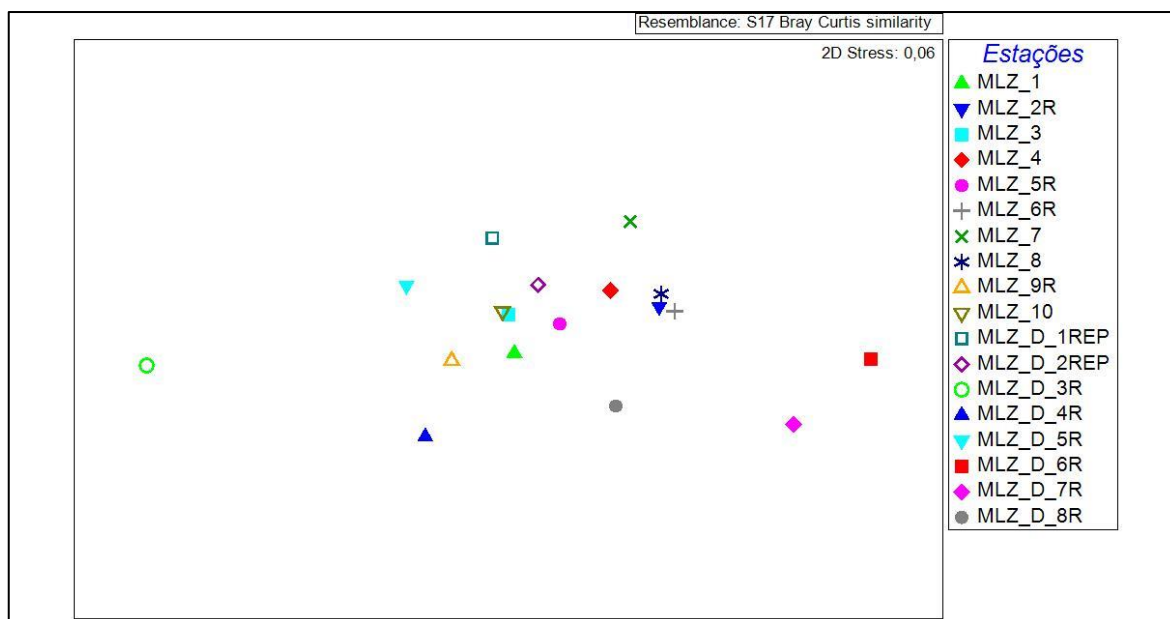 Resemblance: S17 Bray Curtis similarity
2D Stress: 0,06
Estações
MLZ_1
MLZ_2R
MLZ_3
MLZ_4
MLZ_5R
MLZ_6R
MLZ_7
MLZ_8
MLZ_9R
MLZ_10
MLZ_D_1REP
MLZ_D_2REP
MLZ_D_3R
MLZ_D_4R
MLZ_D_5R
MLZ_D_6R
MLZ_D_7R
MLZ_D_8R